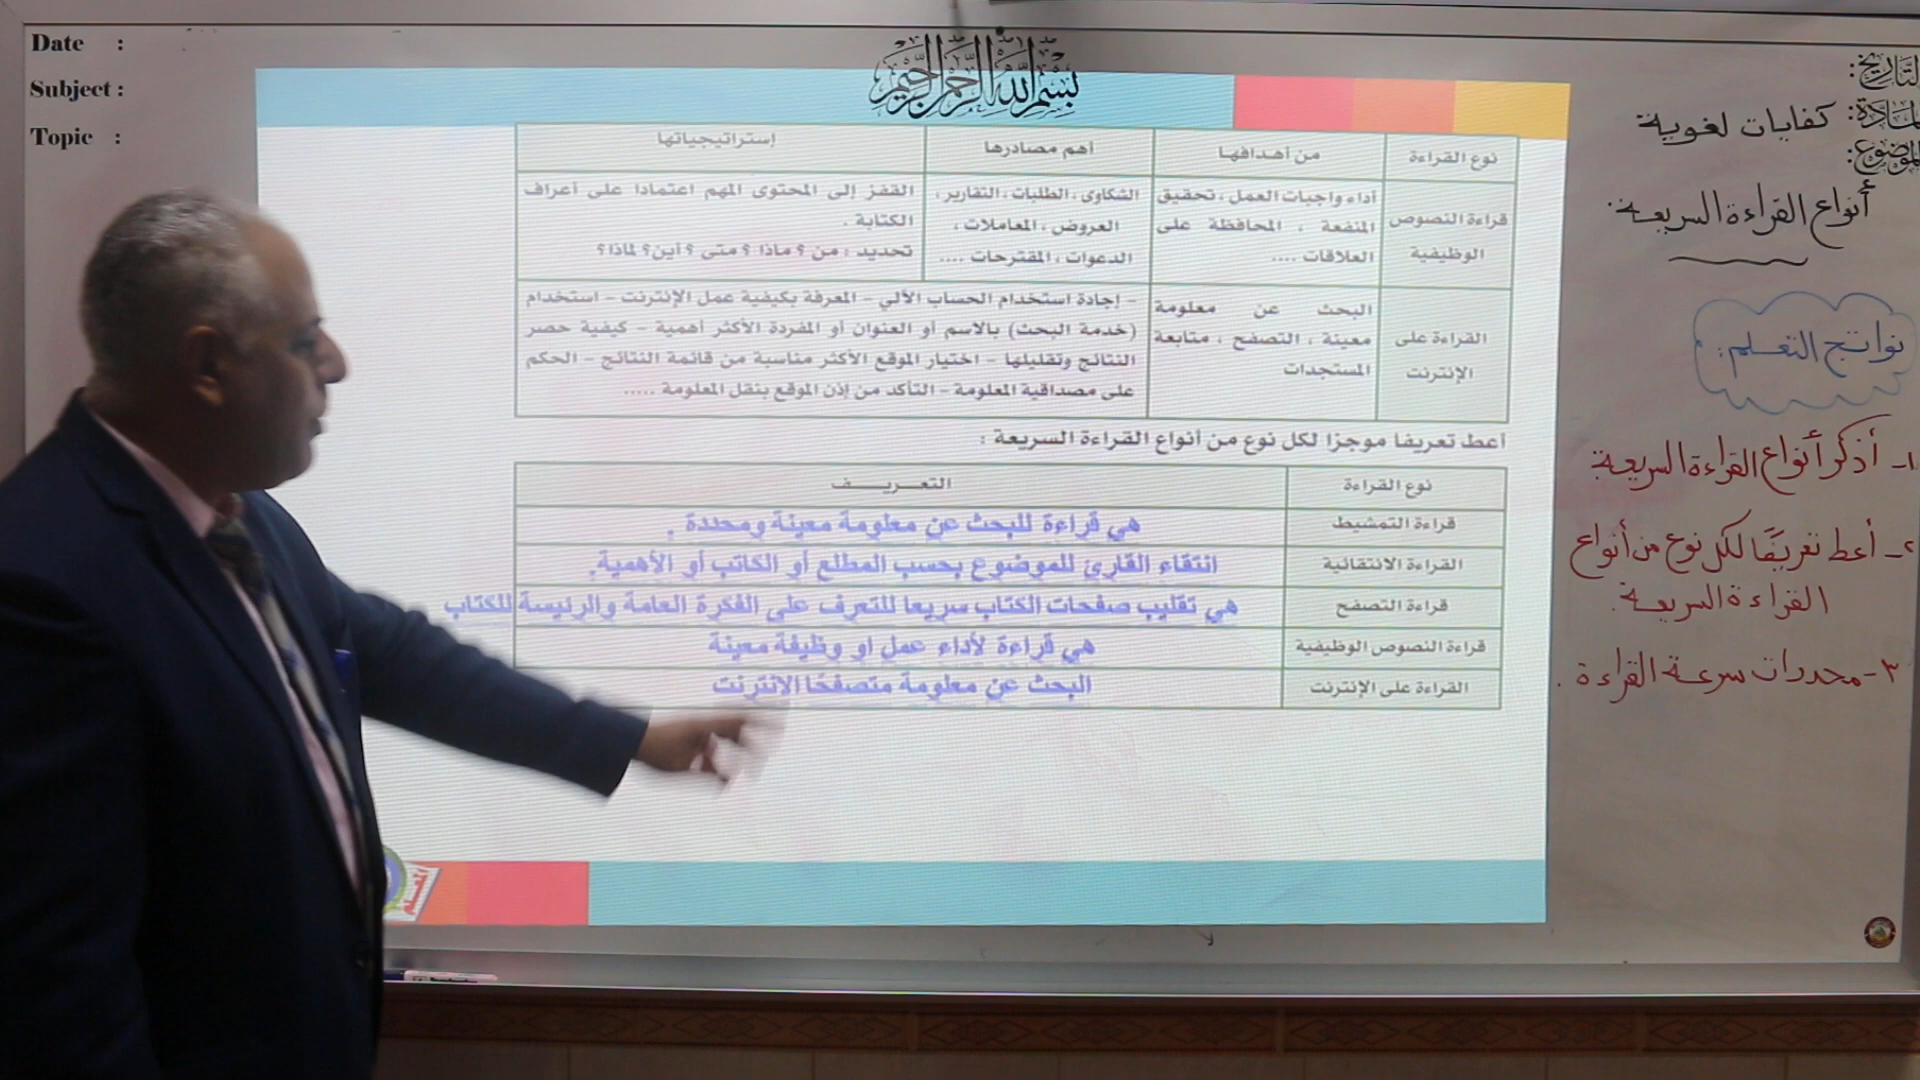 Date :
Subject :
Topic :
بسم الله الرحمن الرحيم
التاريخ:
المادة: كفايات لغوية
الموضوع:
أنواع القراءة السريعة.
نواتج التعلم:
١- أذكر أنواع القراءة السريعة
٢- أعط تعريفًا لكل نوع من أنواع
القراءة السريعة.
٣- محددات سرعة القراءة.
نوع القراءة
من أهدافها
أهم مصادرها
إستراتيجياتها
قراءة النصوص
الوظيفية
أداء واجبات العمل، تحقيق
المنفعة، المحافظة على
العلاقات ....
الشكاوى، الطلبات، التقارير،
العروض، المعاملات،
الدعوات، المقترحات ....
القفز إلى المحتوى المهم اعتمادا على أعراف
الكتابة.
تحديد: من؟ ماذا؟ متى؟ أين؟ لماذا؟
القراءة على
الإنترنت
البحث عن معلومة
معينة، التصفح، متابعة
المستجدات
- إجادة استخدام الحساب الآلي - المعرفة بكيفية عمل الإنترنت - استخدام
(خدمة البحث) بالاسم أو العنوان أو المفردة الأكثر أهمية - كيفية حصر
النتائج وتقليلها - اختيار الموقع الأكثر مناسبة من قائمة النتائج - الحكم
على مصداقية المعلومة - التأكد من إذن الموقع بنقل المعلومة .....
أعط تعريفا موجزا لكل نوع من أنواع القراءة السريعة:
نوع القراءة
التعريف
قراءة التمشيط
هي قراءة للبحث عن معلومة معينة ومحددة.
القراءة الانتقائية
انتقاء القارئ للموضوع بحسب المطلع أو الكاتب أو الأهمية.
قراءة التصفح
هي تقليب صفحات الكتاب سريعا للتعرف على الفكرة العامة والرئيسة للكتاب
قراءة النصوص الوظيفية
هي قراءة لأداء عمل او وظيفة معينة
القراءة على الإنترنت
البحث عن معلومة متصفحًا الانترنت